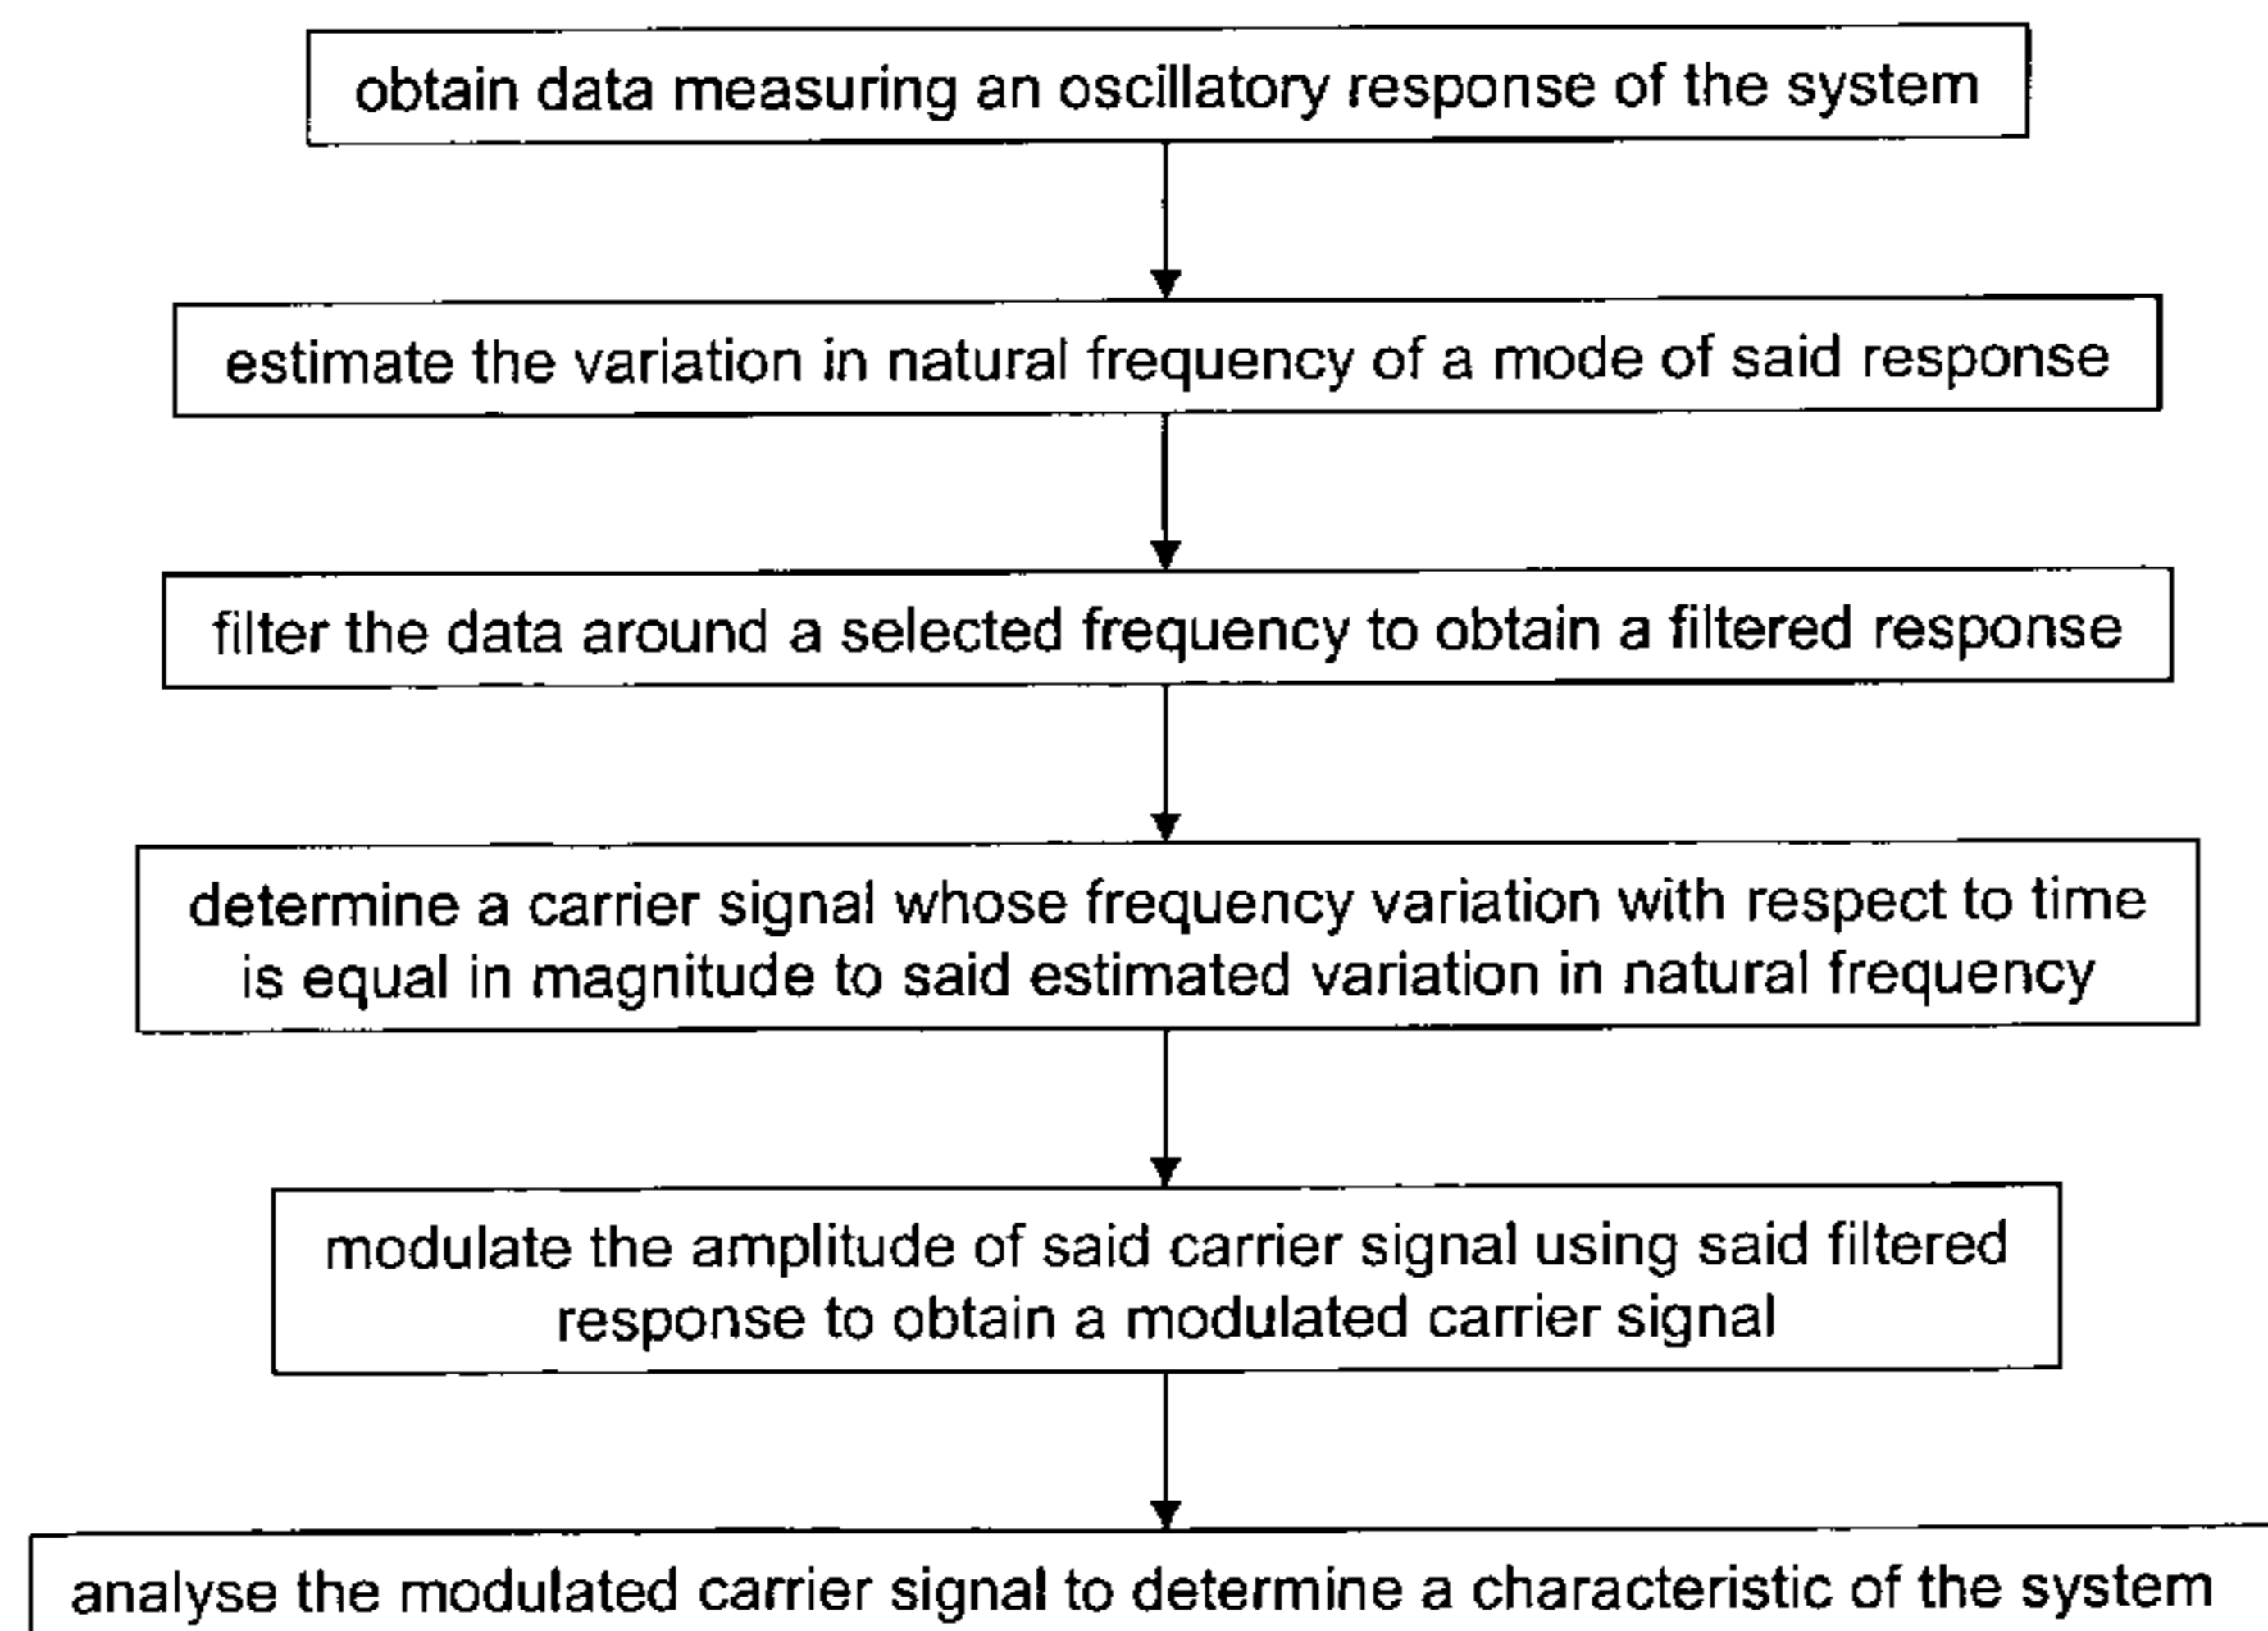 obtain data measuring an oscillatory response of the system
estimate the variation in natural frequency of a mode of said response
filter the data around a selected frequency to obtain a filtered response
determine a carrier signal whose frequency variation with respect to time
is equal in magnitude to said estimated variation in natural frequency
modulate the amplitude of said carrier signal using said filtered
response to obtain a modulated carrier signal
analyse the modulated carrier signal to determine a characteristic of the system